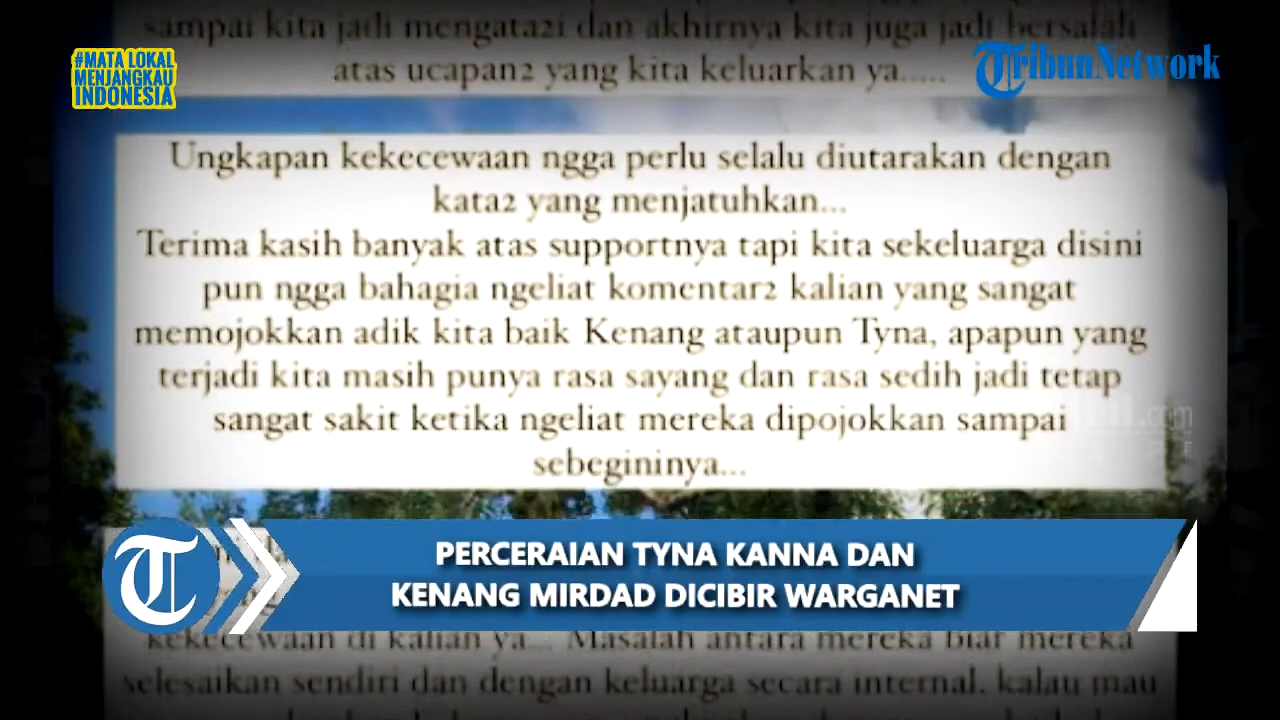 sampai kita jadi mengata2i dan akhirnya kita juga jadi bersalah
atas ucapan2 yang kita keluarkan ya.....
#MATA LOKAL
MENJANGKAU
INDONESIA
TribunNetwork
Ungkapan kekecewaan ngga perlu selalu diutarakan dengan
kata2 yang menjatuhkan...
Terima kasih banyak atas supportnya tapi kita sekeluarga disini
pun ngga bahagia ngeliat komentar2 kalian yang sangat
memojokkan adik kita baik Kenang ataupun Tyna, apapun yang
terjadi kita masih punya rasa sayang dan rasa sedih jadi tetap
sangat sakit ketika ngeliat mereka dipojokkan sampai
sebegininya...
PERCERAIAN TYNA KANNA DAN
KENANG MIRDAD DICIBIR WARGANET
kekecewaan di kalian ya... Masalah antara mereka biar mereka
selesaikan sendiri dan dengan keluarga secara internal. kalau mau